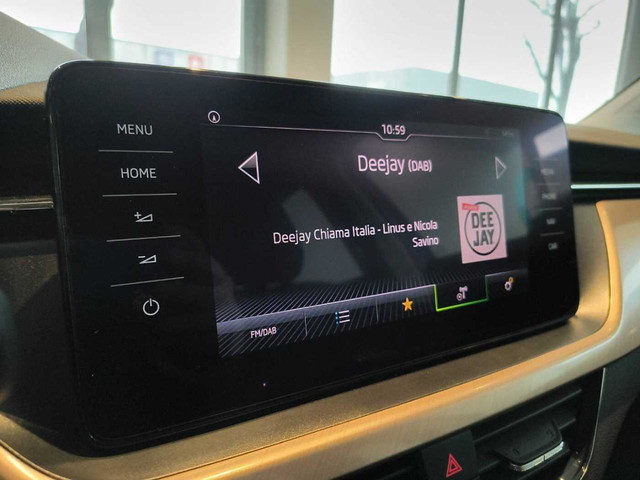 10:59
MENU
HOME
Deejay (DAB)
Deejay Chiama Italia - Linus e Nicola
Savino
DEE
JAY
FM/DAB